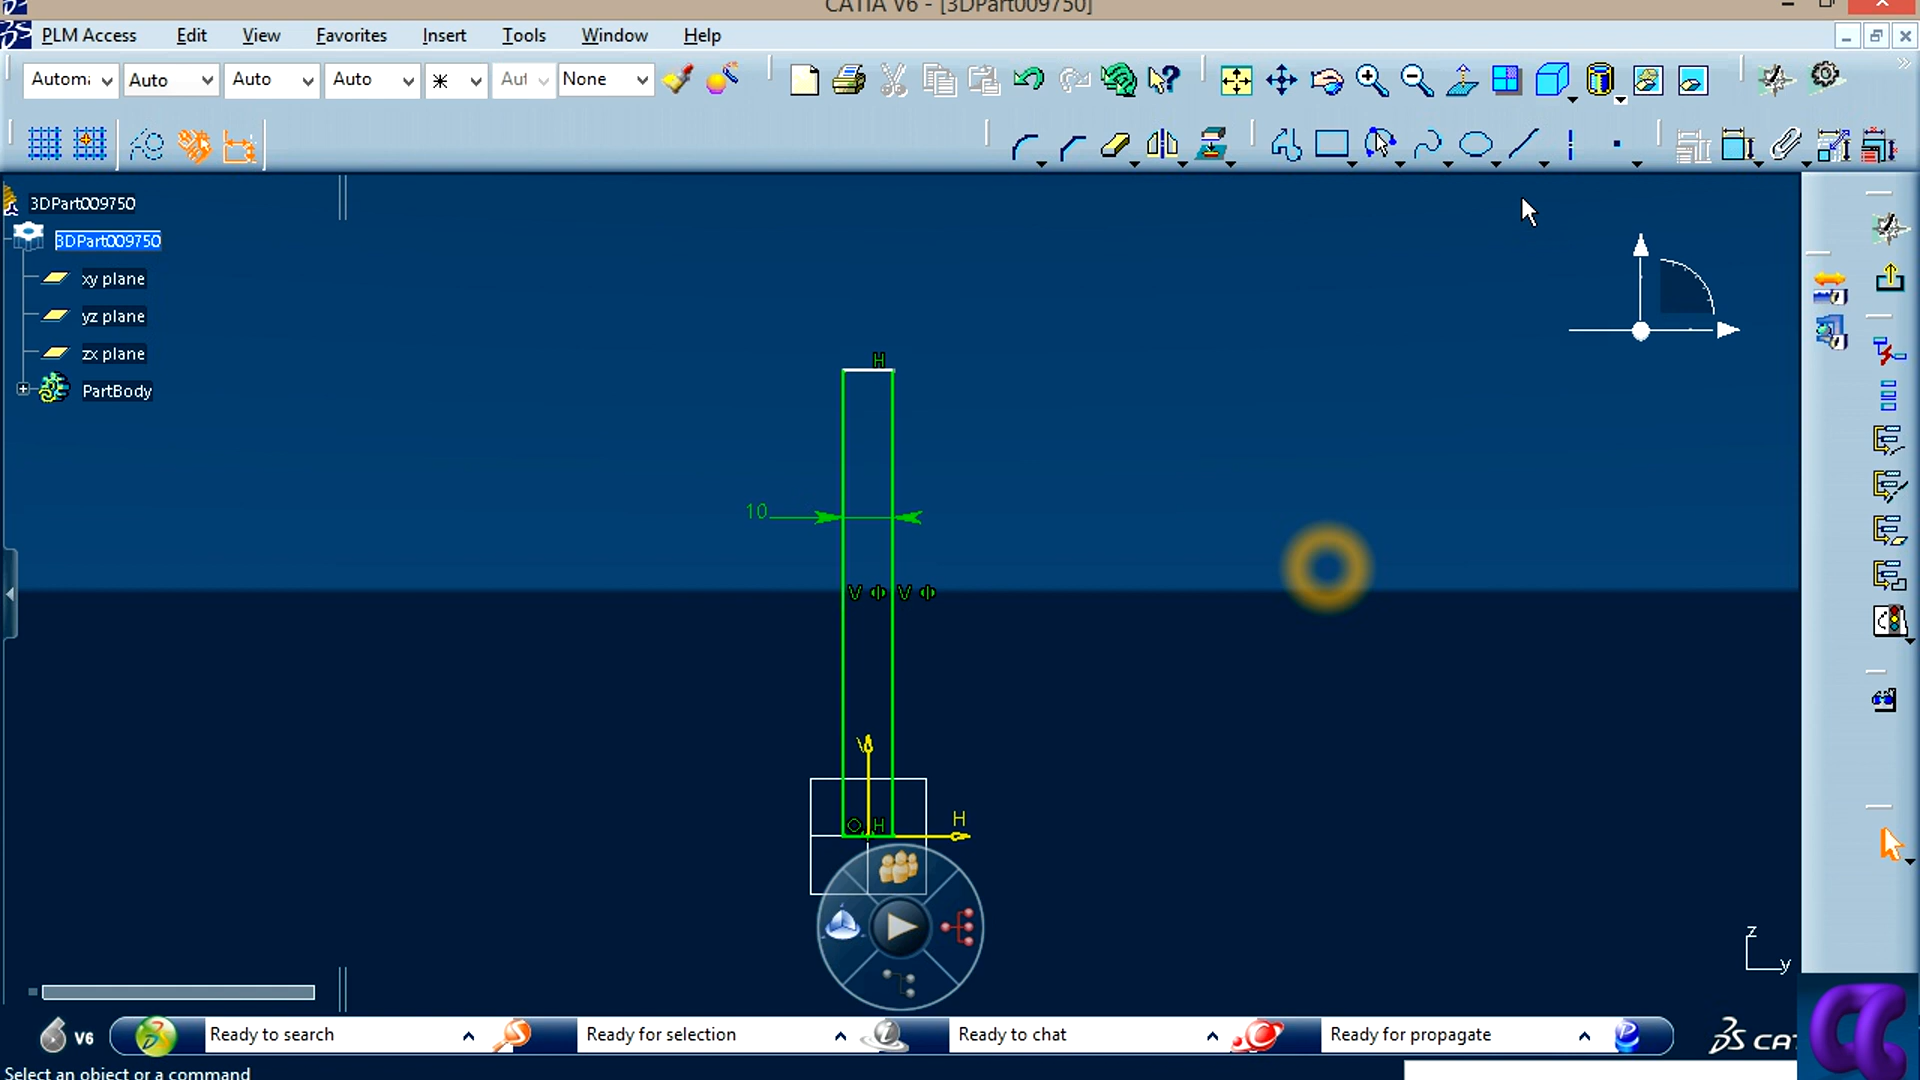 CATIA V6 - [3DPart009750]
PLM Access Edit View Favorites Insert Tools Window Help
Auto Auto Auto None
3DPart009750
3DPart009750
xy plane
yz plane
zx plane
PartBody
H
10
V V
V
H
H
z
y
V6 Ready to search Ready for selection Ready to chat Ready for propagate
Select an object or a command